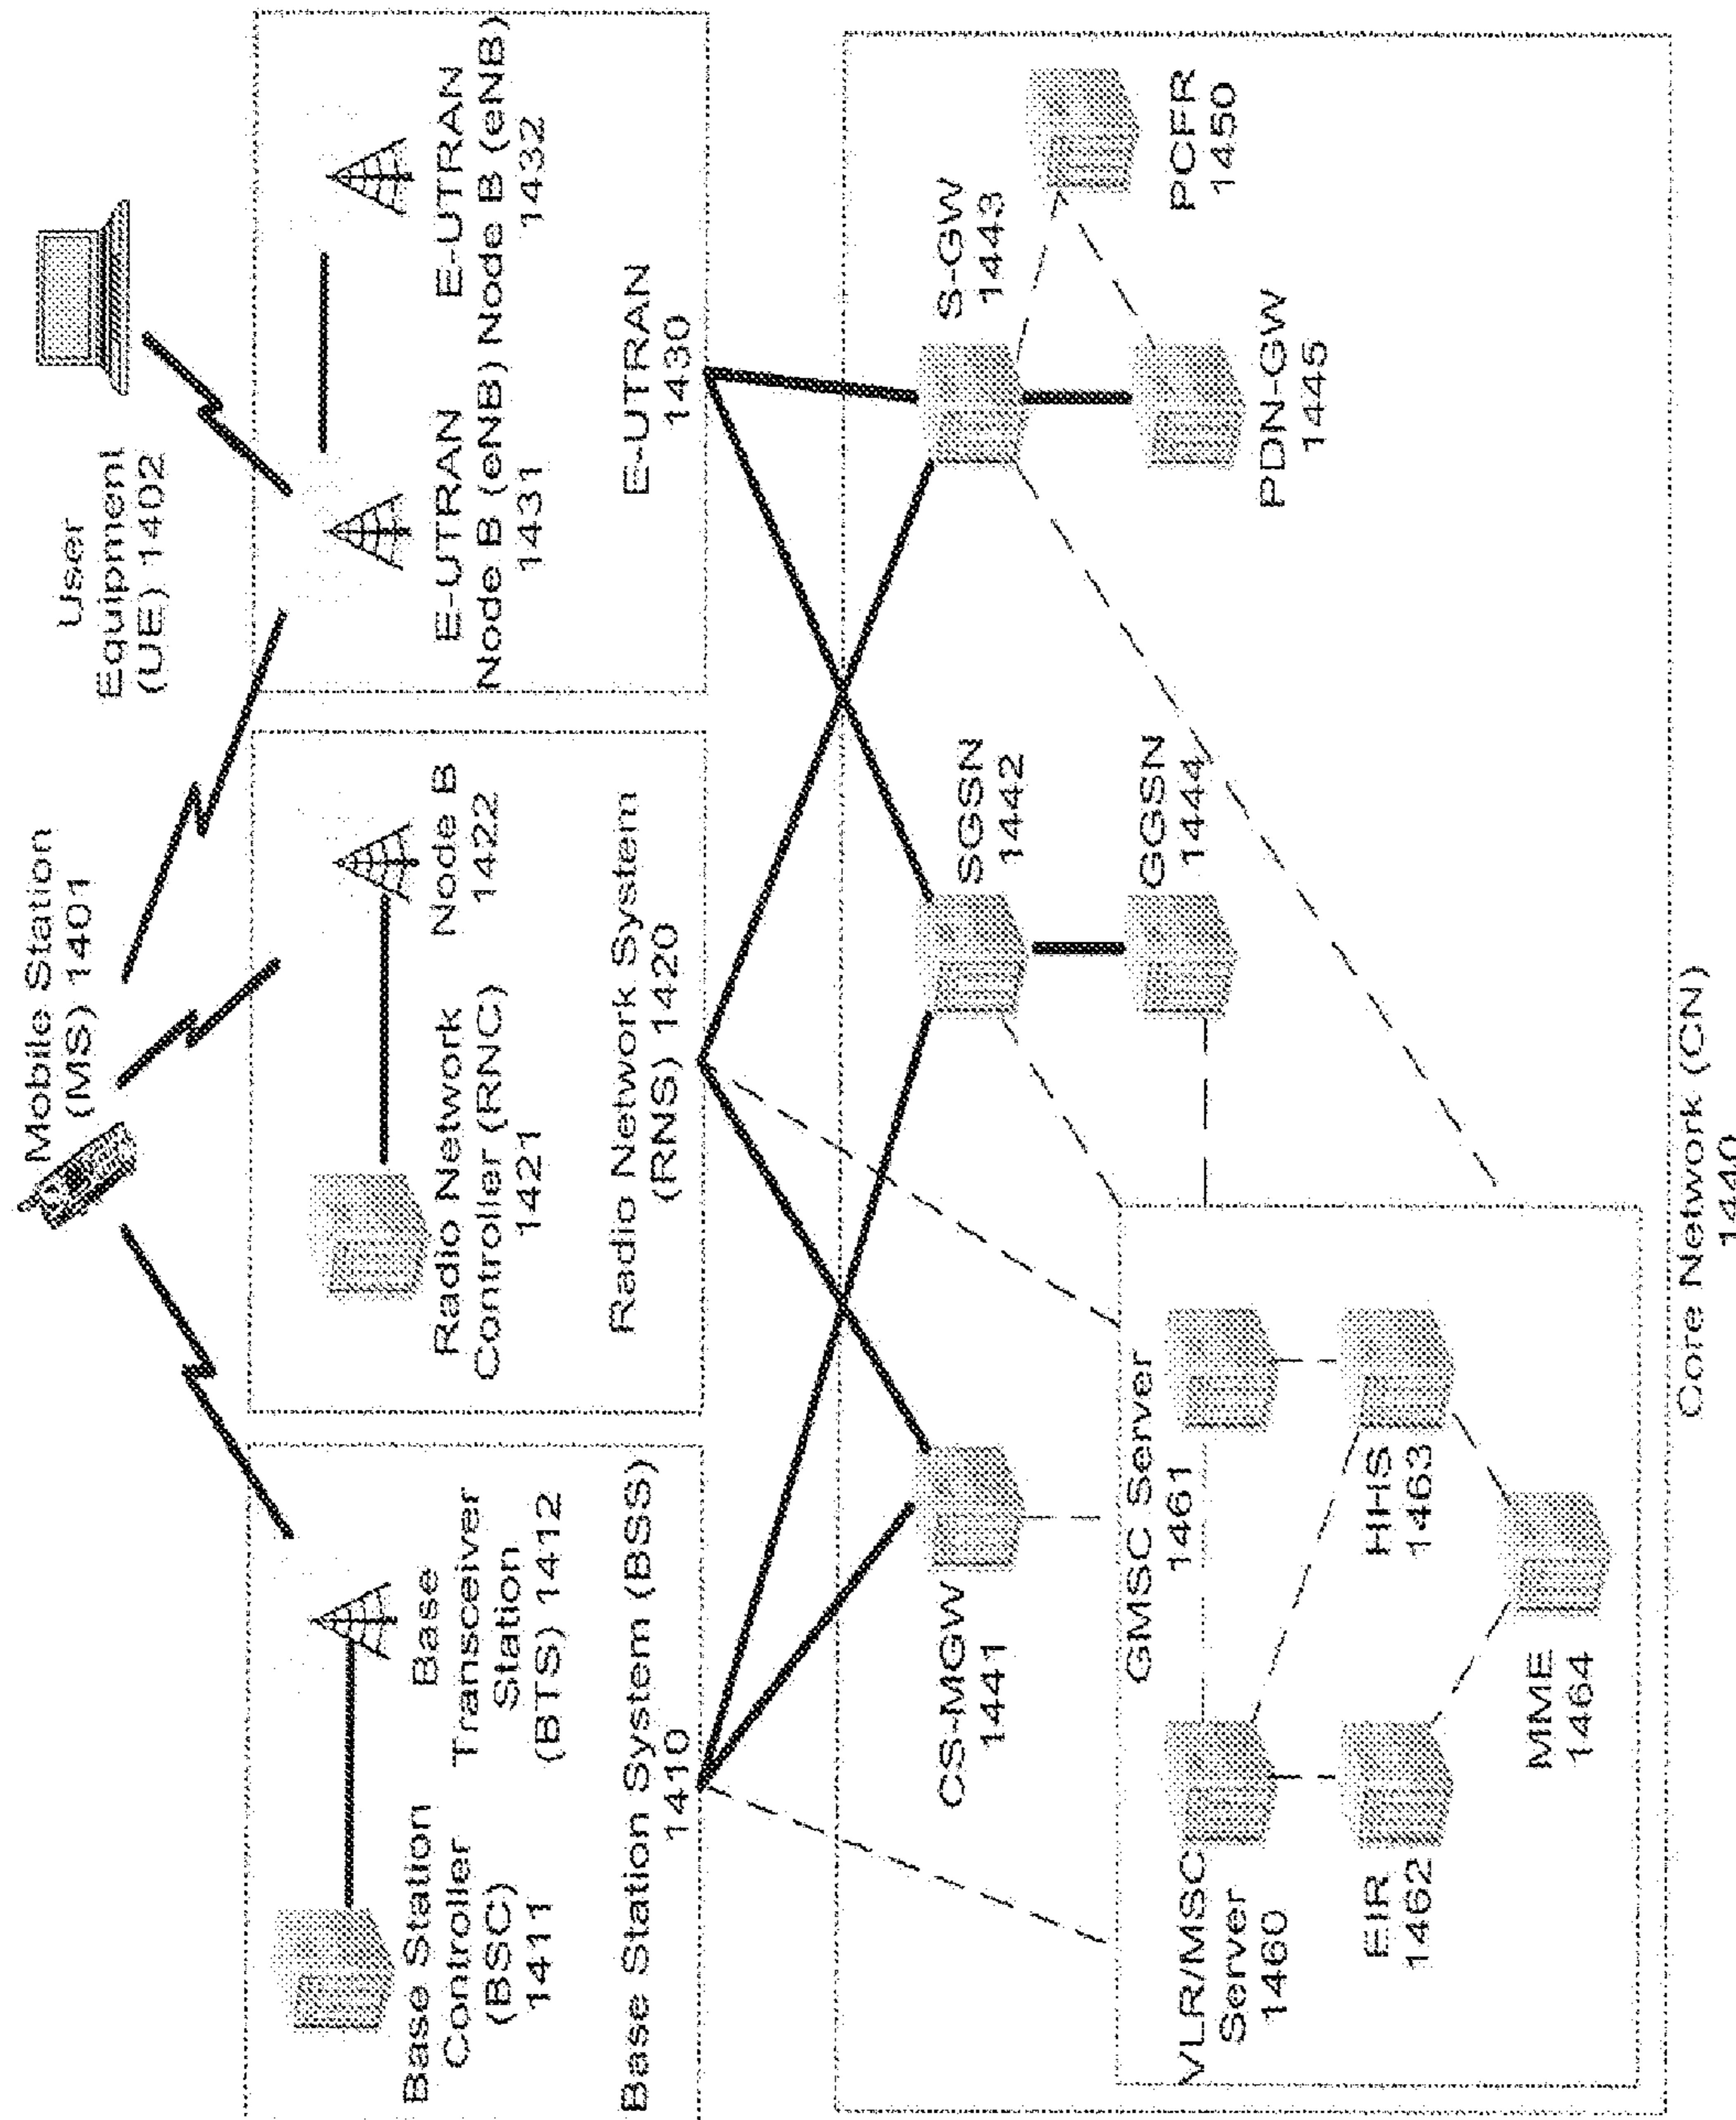 Mobile Station
(MS) 1401
User
Equipment
(UE) 1402
Base Station
Controller
(BSC)
1411
Base
Transceiver
Station
(BTS) 1412
Base Station System (BSS)
1410
Radio Network
Controller (RNC)
1421
Node B
1422
Radio Network System
(RNS) 1420
E-UTRAN
Node B (eNB)
1431
E-UTRAN
Node B (eNB)
1432
E-UTRAN
1430
CS-MGW
1441
SGSN
1442
S-GW
1443
GGSN
1444
PDN-GW
1445
PCFR
1450
GMSC Server
1461
VLR/MSC
Server
1460
EIR
1462
HHS
1463
MME
1464
Core Network (CN)
1440